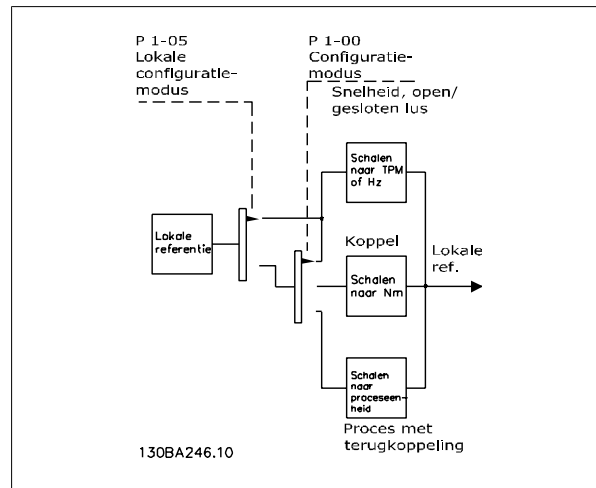 P 1-05
Lokale
configuratie-
modus
P 1-00
Configuratie-
modus
Snelheid, open/
gesloten lus
Schalen
naar TPM
of Hz
Lokale
referentie
Koppel
Schalen
naar Nm
Lokale
ref.
Schalen
naar
proceseen-
heid
Proces met
terugkoppeling
130BA246.10